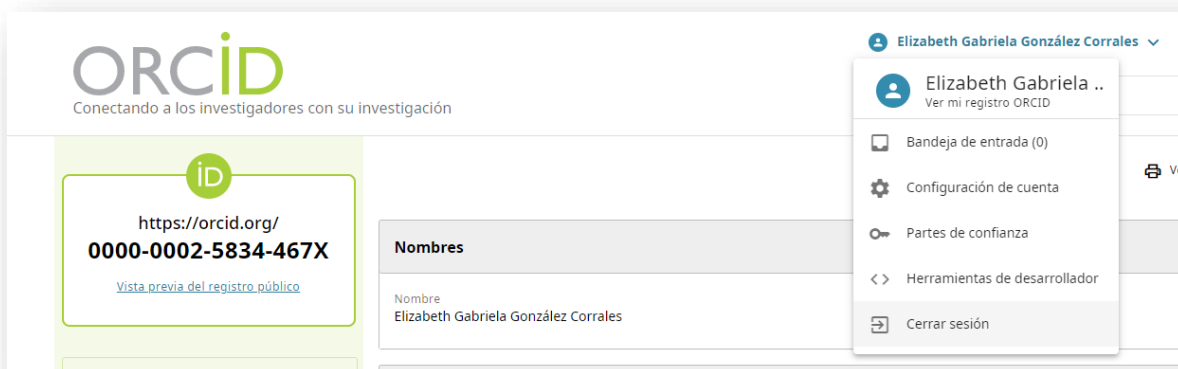 ORCiD
Conectando a los investigadores con su investigación
Elizabeth Gabriela González Corrales
Elizabeth Gabriela ..
Ver mi registro ORCID
Bandeja de entrada (0)
Configuración de cuenta
Partes de confianza
Herramientas de desarrollador
Cerrar sesión
iD
https://orcid.org/
0000-0002-5834-467X
Vista previa del registro público
Nombres
Nombre
Elizabeth Gabriela González Corrales